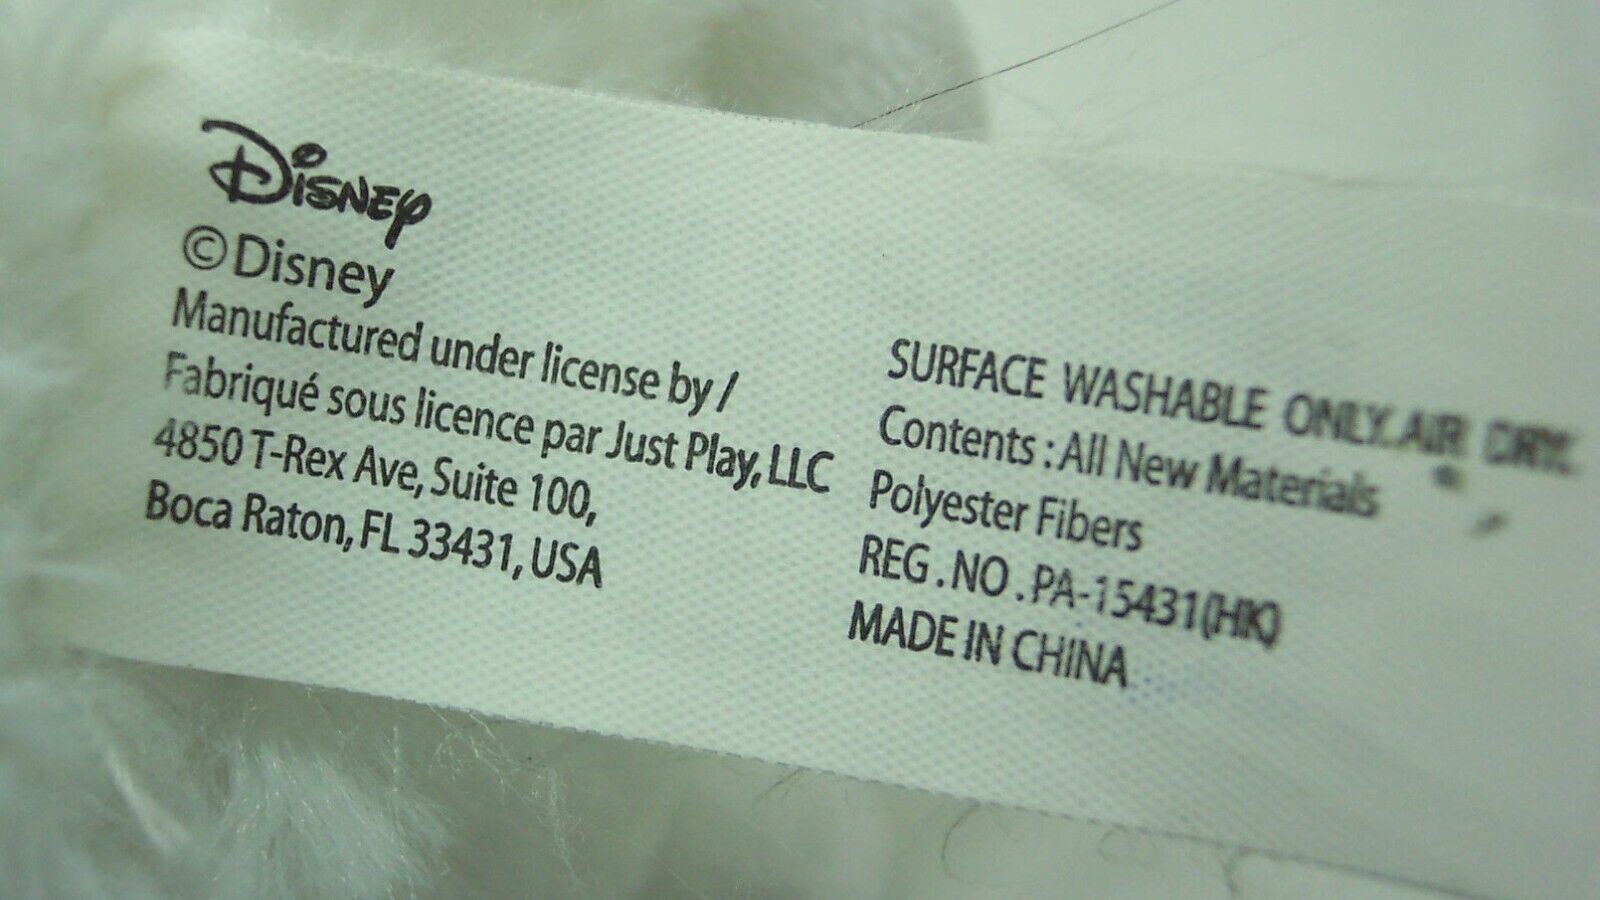 Disney
©Disney
Manufactured under license by /
Fabriqué sous licence par Just Play, LLC
4850 T-Rex Ave, Suite 100,
Boca Raton, FL 33431, USA
SURFACE WASHABLE ONLY. AIR DRY.
Contents : All New Materials
Polyester Fibers
REG . NO . PA-15431(HK)
MADE IN CHINA